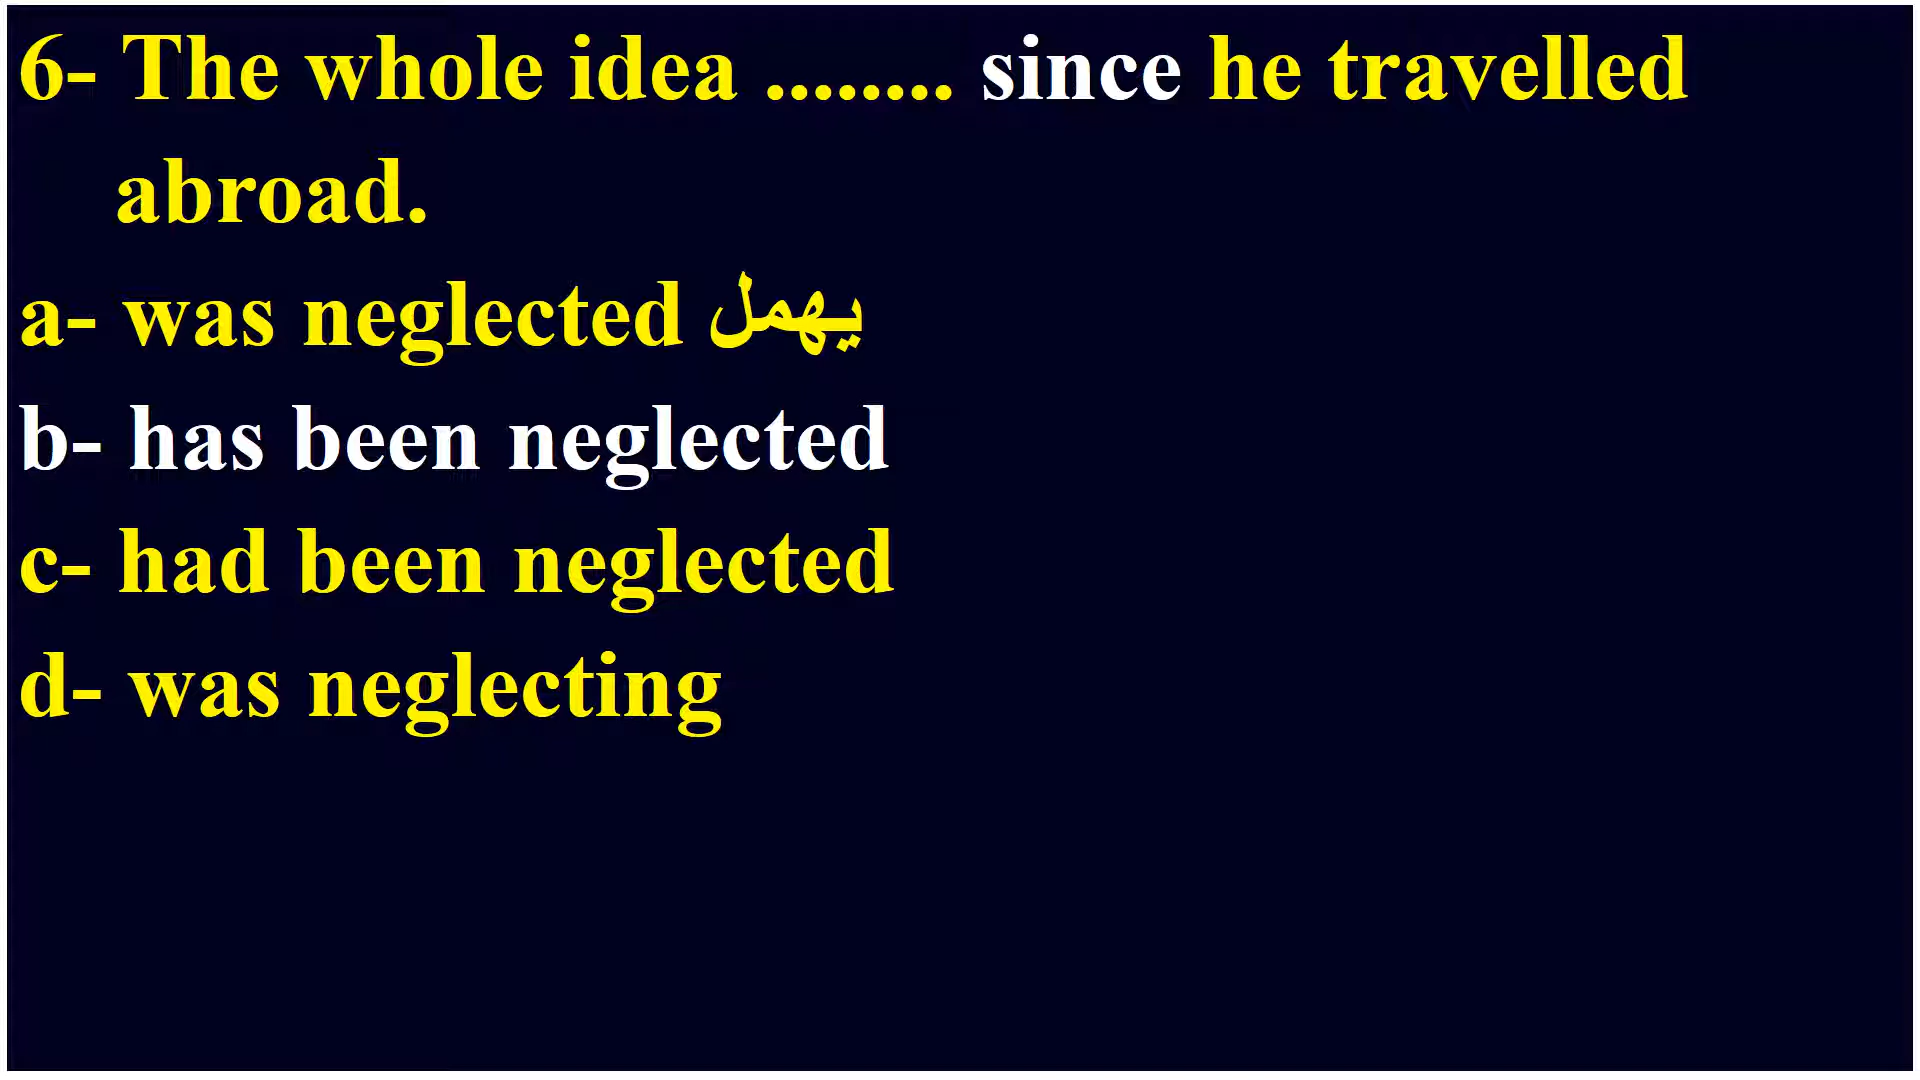 6- The whole idea ........ since he travelled
abroad.
a- was neglected يهمل
b- has been neglected
c- had been neglected
d- was neglecting